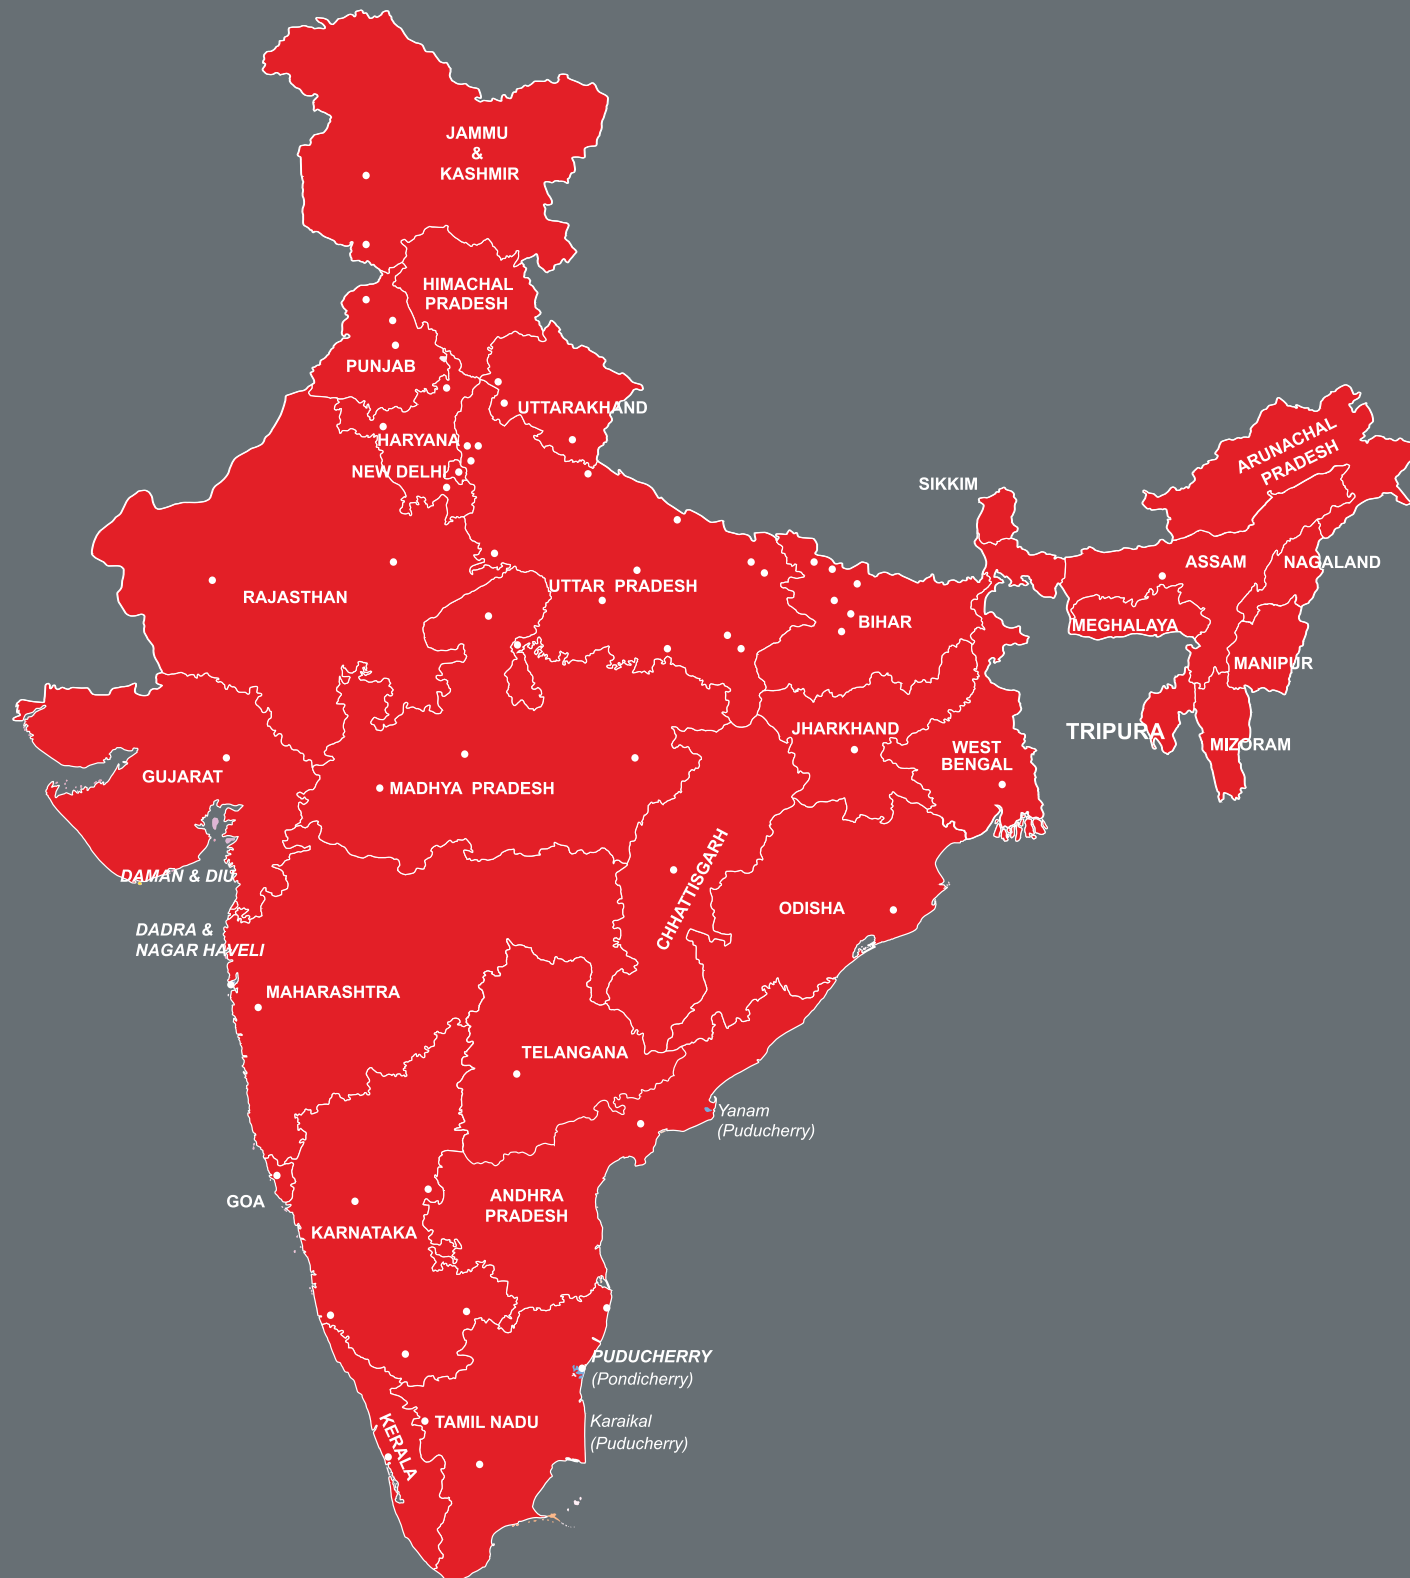 JAMMU
&
KASHMIR
HIMACHAL
PRADESH
PUNJAB
UTTARAKHAND
HARYANA
NEW DELHI
SIKKIM
ARUNACHAL
PRADESH
RAJASTHAN
UTTAR PRADESH
BIHAR
ASSAM
NAGALAND
MEGHALAYA
MANIPUR
TRIPURA
MIZORAM
JHARKHAND
WEST
BENGAL
GUJARAT
MADHYA PRADESH
CHHATTISGARH
DAMAN & DIU
ODISHA
DADRA &
NAGAR HAVELI
MAHARASHTRA
TELANGANA
Yanam
(Puducherry)
GOA
ANDHRA
PRADESH
KARNATAKA
PUDUCHERRY
(Pondicherry)
KERALA
TAMIL NADU
Karaikal
(Puducherry)